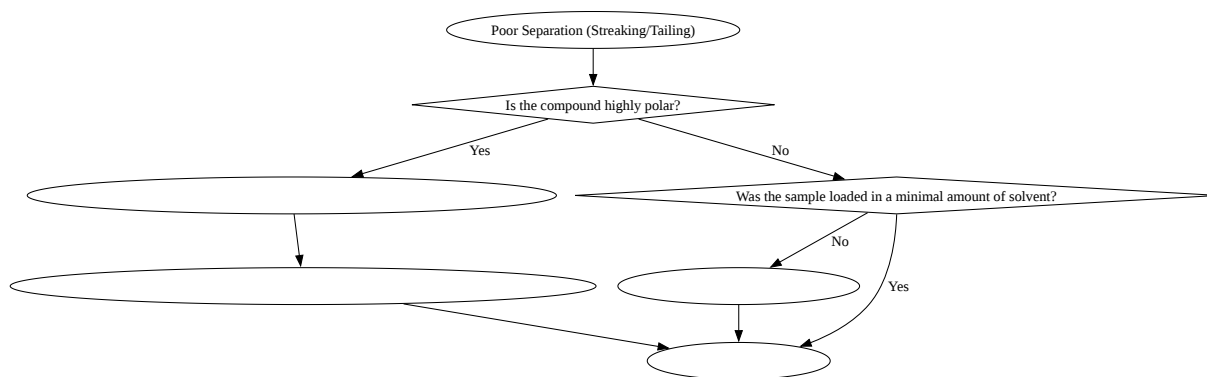 Poor Separation (Streaking/Tailing)
Is the compound highly polar?
Yes
No
Was the sample loaded in a minimal amount of solvent?
No
Yes